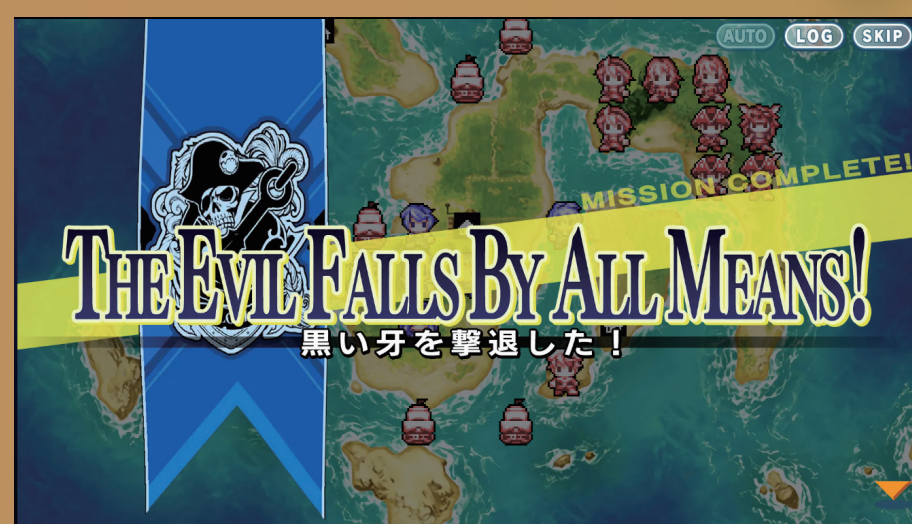 AUTO LOG SKIP
MISSION COMPLETE!
THE EVIL FALLS BY ALL MEANS!
黒い牙を撃退した!